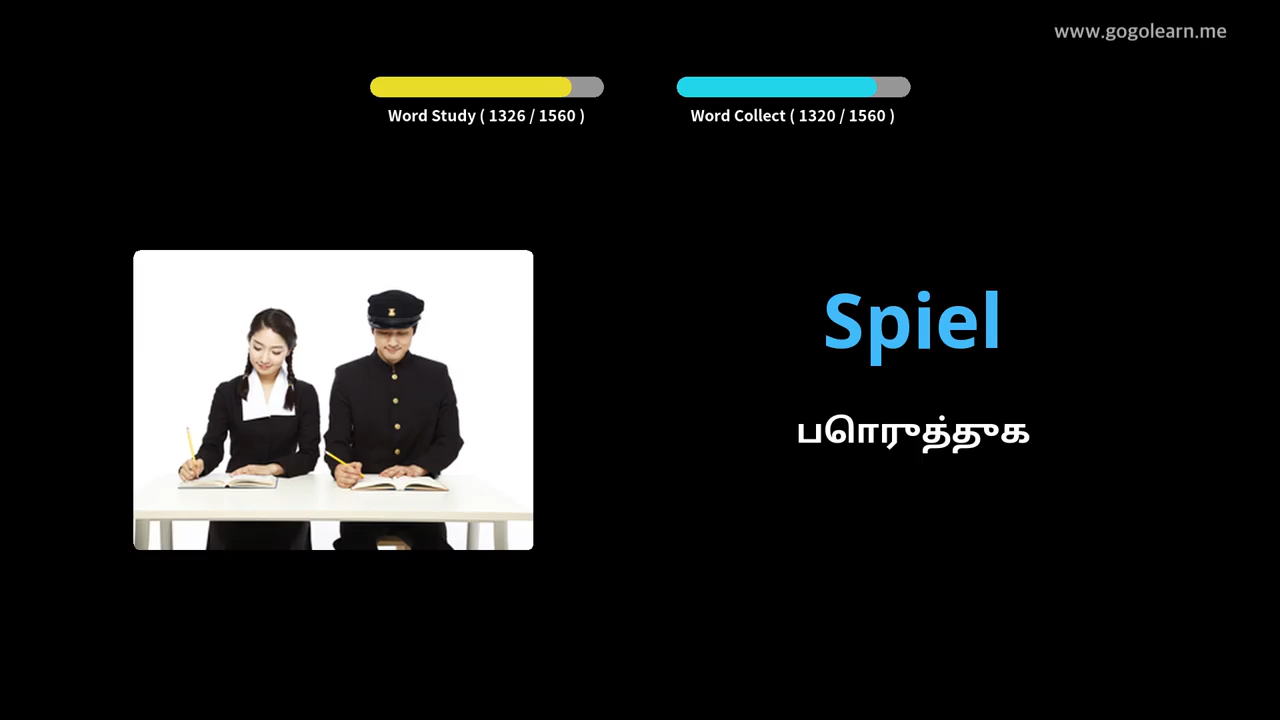 www.gogolearn.me
Word Study ( 1326 / 1560 )
Word Collect ( 1320 / 1560 )
Spiel
பொருத்துக